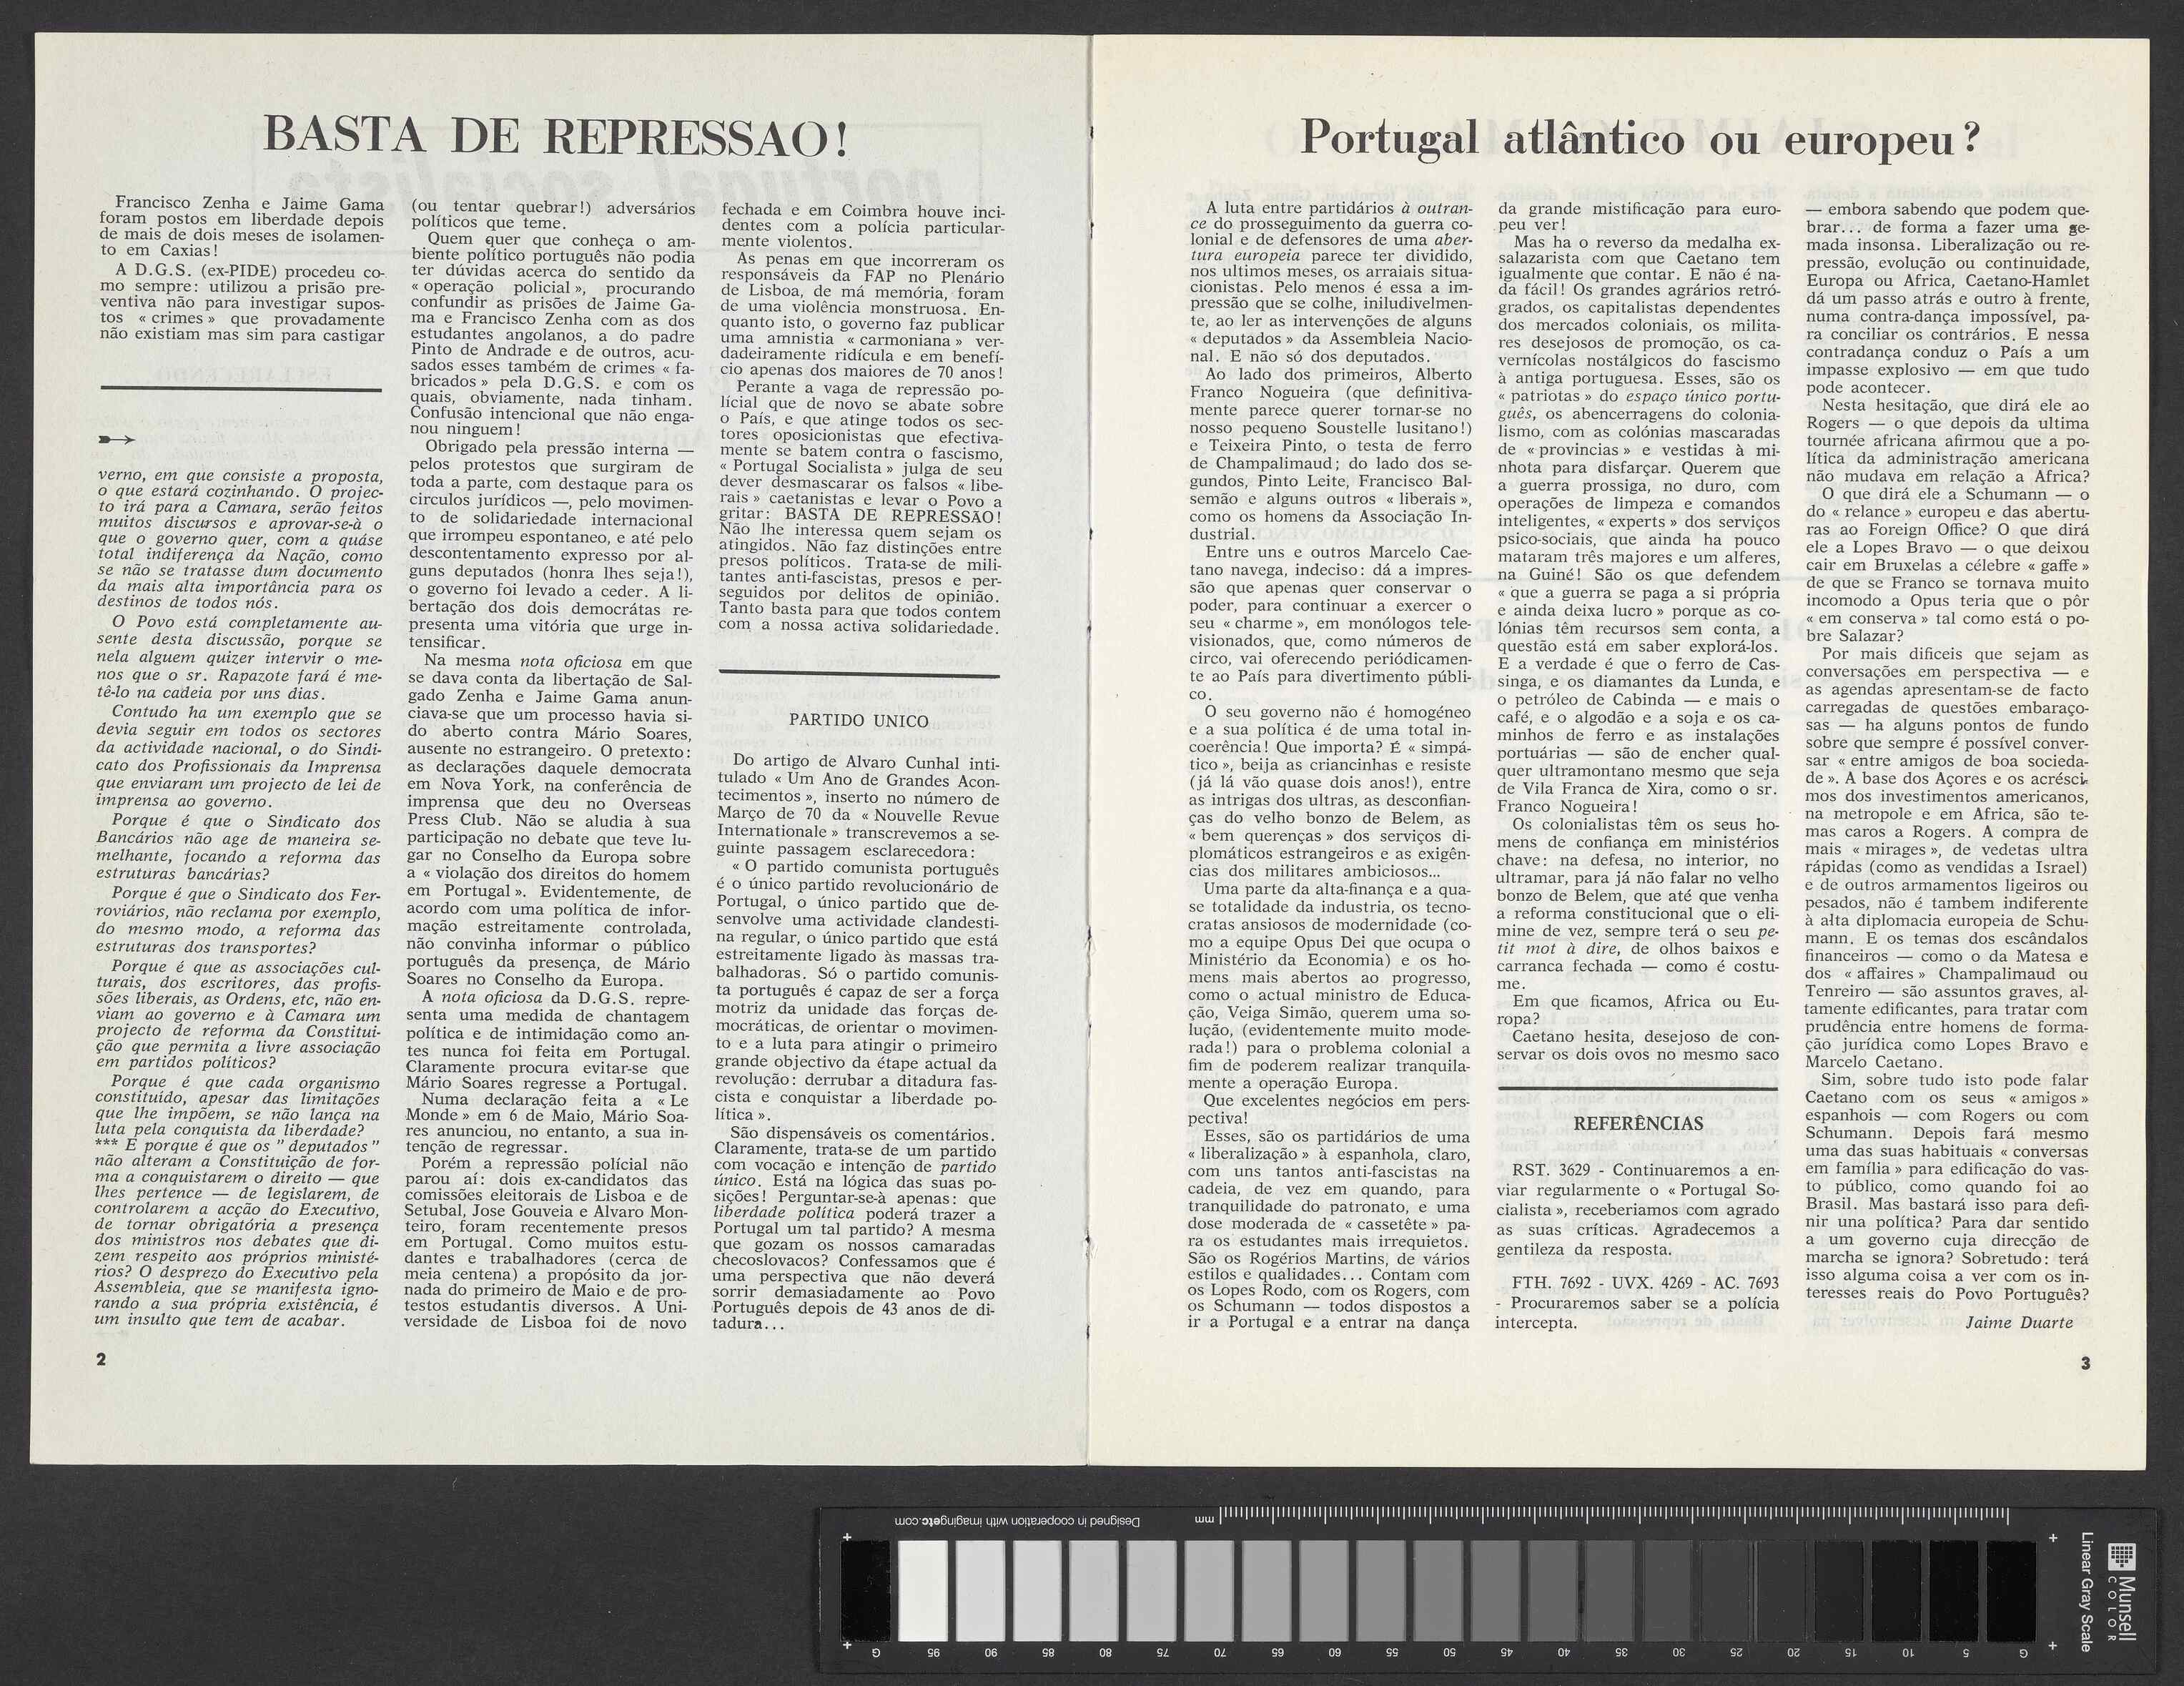 BASTA DE REPRESSAO!
Francisco Zenha e Jaime Gama
foram postos em liberdade depois
de mais de dois meses de isolamen-
to em Caxias!
A D.G.S. (ex-PIDE) procedeu co-
mo sempre: utilizou a prisão pre-
ventiva não para investigar supos-
tos « crimes » que provadamente
não existiam mas sim para castigar
(ou tentar quebrar!) adversários
políticos que teme.
Quem quer que conheça o am-
biente político português não podia
ter dúvidas acerca do sentido da
« operação policial », procurando
confundir as prisões de Jaime Ga-
ma e Francisco Zenha com as dos
estudantes angolanos, a do padre
Pinto de Andrade e de outros, acu-
sados esses também de crimes « fa-
bricados » pela D.G.S. e com os
quais, obviamente, nada tinham.
Confusão intencional que não enga-
nou ninguem!
Obrigado pela pressão interna —
pelos protestos que surgiram de
toda a parte, com destaque para os
circulos jurídicos —, pelo movimen-
to de solidariedade internacional
que irrompeu espontaneo, e até pelo
descontentamento expresso por al-
guns deputados (honra lhes seja!),
o governo foi levado a ceder. A li-
bertação dos dois democrátas re-
presenta uma vitória que urge in-
tensificar.
Na mesma nota oficiosa em que
se dava conta da libertação de Sal-
gado Zenha e Jaime Gama anun-
ciava-se que um processo havia si-
do aberto contra Mário Soares,
ausente no estrangeiro. O pretexto:
as declarações daquele democrata
em Nova York, na conferência de
imprensa que deu no Overseas
Press Club. Não se aludia à sua
participação no debate que teve lu-
gar no Conselho da Europa sobre
a « violação dos direitos do homem
em Portugal ». Evidentemente, de
acordo com uma política de infor-
mação estreitamente controlada,
não convinha informar o público
português da presença, de Mário
Soares no Conselho da Europa.
A nota oficiosa da D.G.S. repre-
senta uma medida de chantagem
política e de intimidação como an-
tes nunca foi feita em Portugal.
Claramente procura evitar-se que
Mário Soares regresse a Portugal.
Numa declaração feita a « Le
Monde » em 6 de Maio, Mário Soa-
res anunciou, no entanto, a sua in-
tenção de regressar.
Porém a repressão polícial não
parou aí: dois ex-candidatos das
comissões eleitorais de Lisboa e de
Setubal, Jose Gouveia e Alvaro Mon-
teiro, foram recentemente presos
em Portugal. Como muitos estu-
dantes e trabalhadores (cerca de
meia centena) a propósito da jor-
nada do primeiro de Maio e de pro-
testos estudantis diversos. A Uni-
versidade de Lisboa foi de novo
fechada e em Coimbra houve inci-
dentes com a polícia particular-
mente violentos.
As penas em que incorreram os
responsáveis da FAP no Plenário
de Lisboa, de má memória, foram
de uma violência monstruosa. En-
quanto isto, o governo faz publicar
uma amnistia « carmoniana » ver-
dadeiramente ridícula e em benefí-
cio apenas dos maiores de 70 anos!
Perante a vaga de repressão po-
lícial que de novo se abate sobre
o País, e que atinge todos os sec-
tores oposicionistas que efectiva-
mente se batem contra o fascismo,
« Portugal Socialista » julga de seu
dever desmascarar os falsos « libe-
rais » caetanistas e levar o Povo a
gritar: BASTA DE REPRESSÃO!
Não lhe interessa quem sejam os
atingidos. Não faz distinções entre
presos políticos. Trata-se de mili-
tantes anti-fascistas, presos e per-
seguidos por delitos de opinião.
Tanto basta para que todos contem
com a nossa activa solidariedade.
verno, em que consiste a proposta,
o que estará cozinhando. O projec-
to irá para a Camara, serão feitos
muitos discursos e aprovar-se-à o
que o governo quer, com a quáse
total indiferença da Nação, como
se não se tratasse dum documento
da mais alta importância para os
destinos de todos nós.
O Povo está completamente au-
sente desta discussão, porque se
nela alguem quizer intervir o me-
nos que o sr. Rapazote fará é me-
tê-lo na cadeia por uns dias.
Contudo ha um exemplo que se
devia seguir em todos os sectores
da actividade nacional, o do Sindi-
cato dos Profissionais da Imprensa
que enviaram um projecto de lei de
imprensa ao governo.
Porque é que o Sindicato dos
Bancários não age de maneira se-
melhante, focando a reforma das
estruturas bancárias?
Porque é que o Sindicato dos Fer-
roviários, não reclama por exemplo,
do mesmo modo, a reforma das
estruturas dos transportes?
Porque é que as associações cul-
turais, dos escritores, das profis-
sões liberais, as Ordens, etc, não en-
viam ao governo e à Camara um
projecto de reforma da Constitui-
ção que permita a livre associação
em partidos políticos?
Porque é que cada organismo
constituído, apesar das limitações
que lhe impõem, se não lança na
luta pela conquista da liberdade?
*** E porque é que os " deputados "
não alteram a Constituição de for-
ma a conquistarem o direito — que
lhes pertence — de legislarem, de
controlarem a acção do Executivo,
de tornar obrigatória a presença
dos ministros nos debates que di-
zem respeito aos próprios ministé-
rios? O desprezo do Executivo pela
Assembleia, que se manifesta igno-
rando a sua própria existência, é
um insulto que tem de acabar.
PARTIDO UNICO
Do artigo de Alvaro Cunhal inti-
tulado « Um Ano de Grandes Acon-
tecimentos », inserto no número de
Março de 70 da « Nouvelle Revue
Internationale » transcrevemos a se-
guinte passagem esclarecedora:
« O partido comunista português
é o único partido revolucionário de
Portugal, o único partido que de-
senvolve uma actividade clandesti-
na regular, o único partido que está
estreitamente ligado às massas tra-
balhadoras. Só o partido comunis-
ta português é capaz de ser a força
motriz da unidade das forças de-
mocráticas, de orientar o movimen-
to e a luta para atingir o primeiro
grande objectivo da étape actual da
revolução: derrubar a ditadura fas-
cista e conquistar a liberdade po-
lítica ».
São dispensáveis os comentários.
Claramente, trata-se de um partido
com vocação e intenção de partido
único. Está na lógica das suas po-
sições! Perguntar-se-à apenas: que
liberdade política poderá trazer a
Portugal um tal partido? A mesma
que gozam os nossos camaradas
checoslovacos? Confessamos que é
uma perspectiva que não deverá
sorrir demasiadamente ao Povo
Português depois de 43 anos de di-
tadura...
2
Portugal atlântico ou europeu?
A luta entre partidários à outran-
ce do prosseguimento da guerra co-
lonial e de defensores de uma aber-
tura europeia parece ter dividido,
nos ultimos meses, os arraiais situa-
cionistas. Pelo menos é essa a im-
pressão que se colhe, iniludivelmen-
te, ao ler as intervenções de alguns
« deputados » da Assembleia Nacio-
nal. E não só dos deputados.
Ao lado dos primeiros, Alberto
Franco Nogueira (que definitiva-
mente parece querer tornar-se no
nosso pequeno Soustelle lusitano!)
e Teixeira Pinto, o testa de ferro
de Champalimaud; do lado dos se-
gundos, Pinto Leite, Francisco Bal-
semão e alguns outros « liberais »,
como os homens da Associação In-
dustrial.
Entre uns e outros Marcelo Cae-
tano navega, indeciso: dá a impres-
são que apenas quer conservar o
poder, para continuar a exercer o
seu « charme », em monólogos tele-
visionados, que, como números de
circo, vai oferecendo periódicamen-
te ao País para divertimento públi-
co.
O seu governo não é homogéneo
e a sua política é de uma total in-
coerência! Que importa? É « simpá-
tico », beija as criancinhas e resiste
(já lá vão quase dois anos!), entre
as intrigas dos ultras, as desconfian-
ças do velho bonzo de Belem, as
« bem querenças » dos serviços di-
plomáticos estrangeiros e as exigên-
cias dos militares ambiciosos...
Uma parte da alta-finança e a qua-
se totalidade da industria, os tecno-
cratas ansiosos de modernidade (co-
mo a equipe Opus Dei que ocupa o
Ministério da Economia) e os ho-
mens mais abertos ao progresso,
como o actual ministro de Educa-
ção, Veiga Simão, querem uma so-
lução, (evidentemente muito mode-
rada!) para o problema colonial a
fim de poderem realizar tranquila-
mente a operação Europa.
Que excelentes negócios em pers-
pectiva!
Esses, são os partidários de uma
« liberalização » à espanhola, claro,
com uns tantos anti-fascistas na
cadeia, de vez em quando, para
tranquilidade do patronato, e uma
dose moderada de « cassetête » pa-
ra os estudantes mais irrequietos.
São os Rogérios Martins, de vários
estilos e qualidades... Contam com
os Lopes Rodo, com os Rogers, com
os Schumann — todos dispostos a
ir a Portugal e a entrar na dança
da grande mistificação para euro-
peu ver!
Mas ha o reverso da medalha ex-
salazarista com que Caetano tem
igualmente que contar. E não é na-
da fácil! Os grandes agrários retró-
grados, os capitalistas dependentes
dos mercados coloniais, os milita-
res desejosos de promoção, os ca-
vernícolas nostálgicos do fascismo
à antiga portuguesa. Esses, são os
« patriotas » do espaço único portu-
guês, os abencerragens do colonia-
lismo, com as colónias mascaradas
de « provincias » e vestidas à mi-
nhota para disfarçar. Querem que
a guerra prossiga, no duro, com
operações de limpeza e comandos
inteligentes, « experts » dos serviços
psico-sociais, que ainda ha pouco
mataram três majores e um alferes,
na Guiné! São os que defendem
« que a guerra se paga a si própria
e ainda deixa lucro » porque as co-
lónias têm recursos sem conta, a
questão está em saber explorá-los.
E a verdade é que o ferro de Cas-
singa, e os diamantes da Lunda, e
o petróleo de Cabinda — e mais o
café, e o algodão e a soja e os ca-
minhos de ferro e as instalações
portuárias — são de encher qual-
quer ultramontano mesmo que seja
de Vila Franca de Xira, como o sr.
Franco Nogueira!
Os colonialistas têm os seus ho-
mens de confiança em ministérios
chave: na defesa, no interior, no
ultramar, para já não falar no velho
bonzo de Belem, que até que venha
a reforma constitucional que o eli-
mine de vez, sempre terá o seu pe-
tit mot à dire, de olhos baixos e
carranca fechada — como é costu-
me.
Em que ficamos, Africa ou Eu-
ropa?
Caetano hesita, desejoso de con-
servar os dois ovos no mesmo saco
— embora sabendo que podem que-
brar... de forma a fazer uma ge-
mada insonsa. Liberalização ou re-
pressão, evolução ou continuidade,
Europa ou Africa, Caetano-Hamlet
dá um passo atrás e outro à frente,
numa contra-dança impossível, pa-
ra conciliar os contrários. E nessa
contradança conduz o País a um
impasse explosivo — em que tudo
pode acontecer.
Nesta hesitação, que dirá ele ao
Rogers — o que depois da ultima
tournée africana afirmou que a po-
lítica da administração americana
não mudava em relação a Africa?
O que dirá ele a Schumann — o
do « relance » europeu e das abertu-
ras ao Foreign Office? O que dirá
ele a Lopes Bravo — o que deixou
cair em Bruxelas a célebre « gaffe »
de que se Franco se tornava muito
incomodo a Opus teria que o pôr
« em conserva » tal como está o po-
bre Salazar?
Por mais dificeis que sejam as
conversações em perspectiva — e
as agendas apresentam-se de facto
carregadas de questões embaraço-
sas — ha alguns pontos de fundo
sobre que sempre é possível conver-
sar « entre amigos de boa socieda-
de ». A base dos Açores e os acrésci-
mos dos investimentos americanos,
na metropole e em Africa, são te-
mas caros a Rogers. A compra de
mais « mirages », de vedetas ultra
rápidas (como as vendidas a Israel)
e de outros armamentos ligeiros ou
pesados, não é tambem indiferente
à alta diplomacia europeia de Schu-
mann. E os temas dos escândalos
financeiros — como o da Matesa e
dos « affaires » Champalimaud ou
Tenreiro — são assuntos graves, al-
tamente edificantes, para tratar com
prudência entre homens de forma-
ção jurídica como Lopes Bravo e
Marcelo Caetano.
Sim, sobre tudo isto pode falar
Caetano com os seus « amigos »
espanhois — com Rogers ou com
Schumann. Depois fará mesmo
uma das suas habituais « conversas
em família » para edificação do vas-
to público, como quando foi ao
Brasil. Mas bastará isso para defi-
nir una política? Para dar sentido
a um governo cuja direcção de
marcha se ignora? Sobretudo: terá
isso alguma coisa a ver com os in-
teresses reais do Povo Português?
Jaime Duarte
REFERÊNCIAS
RST. 3629 - Continuaremos a en-
viar regularmente o « Portugal So-
cialista », receberiamos com agrado
as suas críticas. Agradecemos a
gentileza da resposta.
FTH. 7692 - UVX. 4269 - AC. 7693
- Procuraremos saber se a polícia
intercepta.
3
Designed in cooperation with imagingetc.com
mm
G 95 90 85 80 75 70 65 60 55 50 45 40 35 30 25 20 15 10 5 G
Linear Gray Scale
Munsell
COLOR